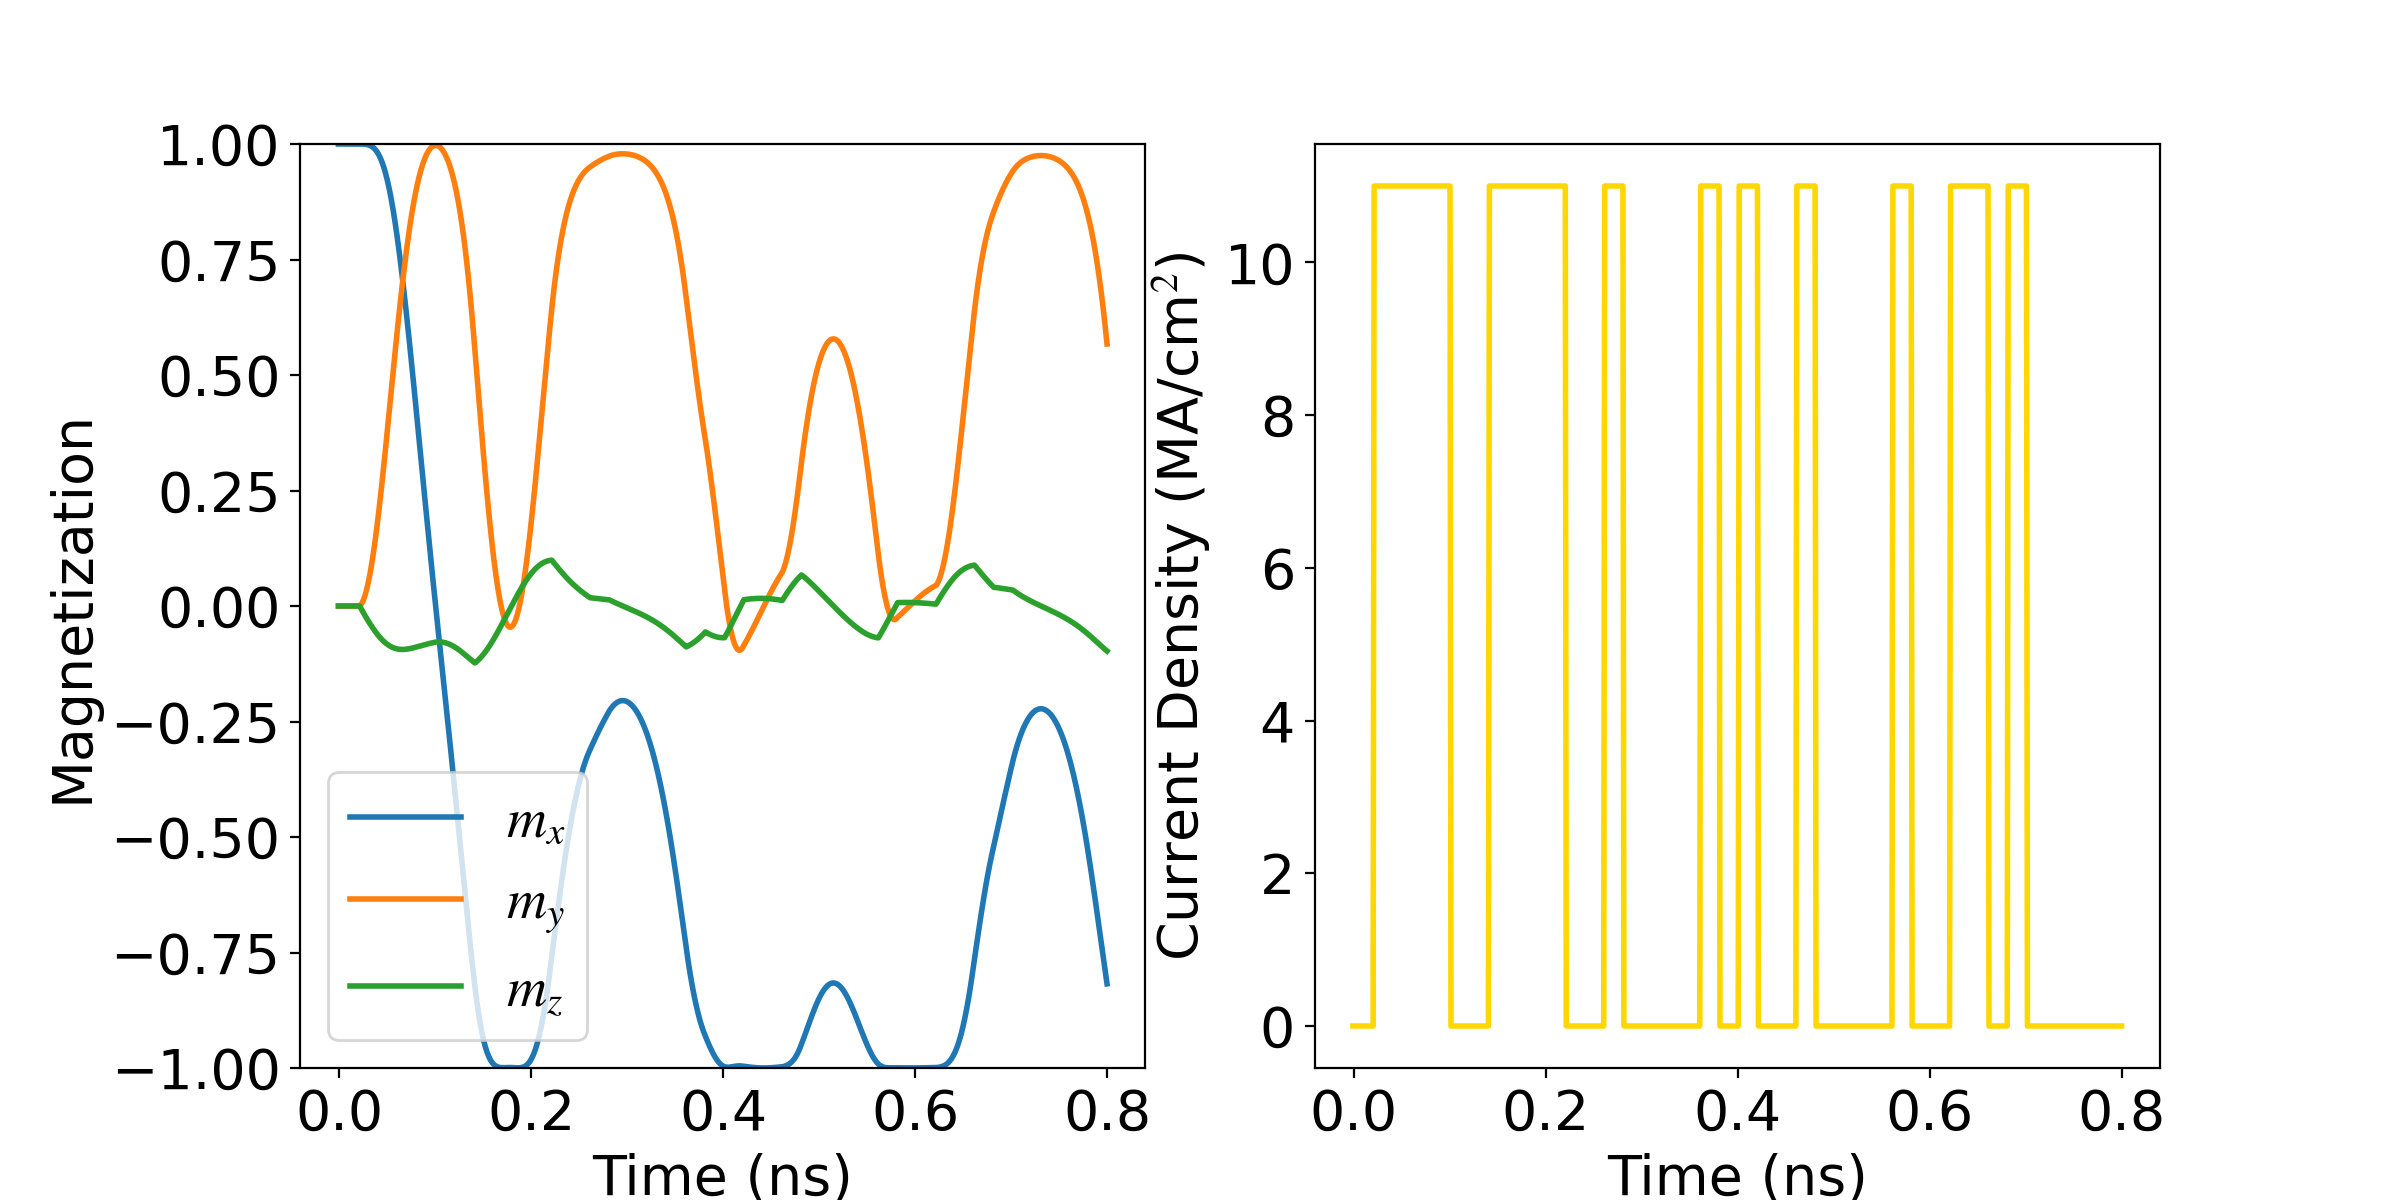 Magnetization
1.00
0.75
0.50
0.25
0.00
−0.25
−0.50
−0.75
−1.00
0.0 0.2 0.4 0.6 0.8
Time (ns)
m_x
m_y
m_z
Current Density (MA/cm²)
10
8
6
4
2
0
0.0 0.2 0.4 0.6 0.8
Time (ns)